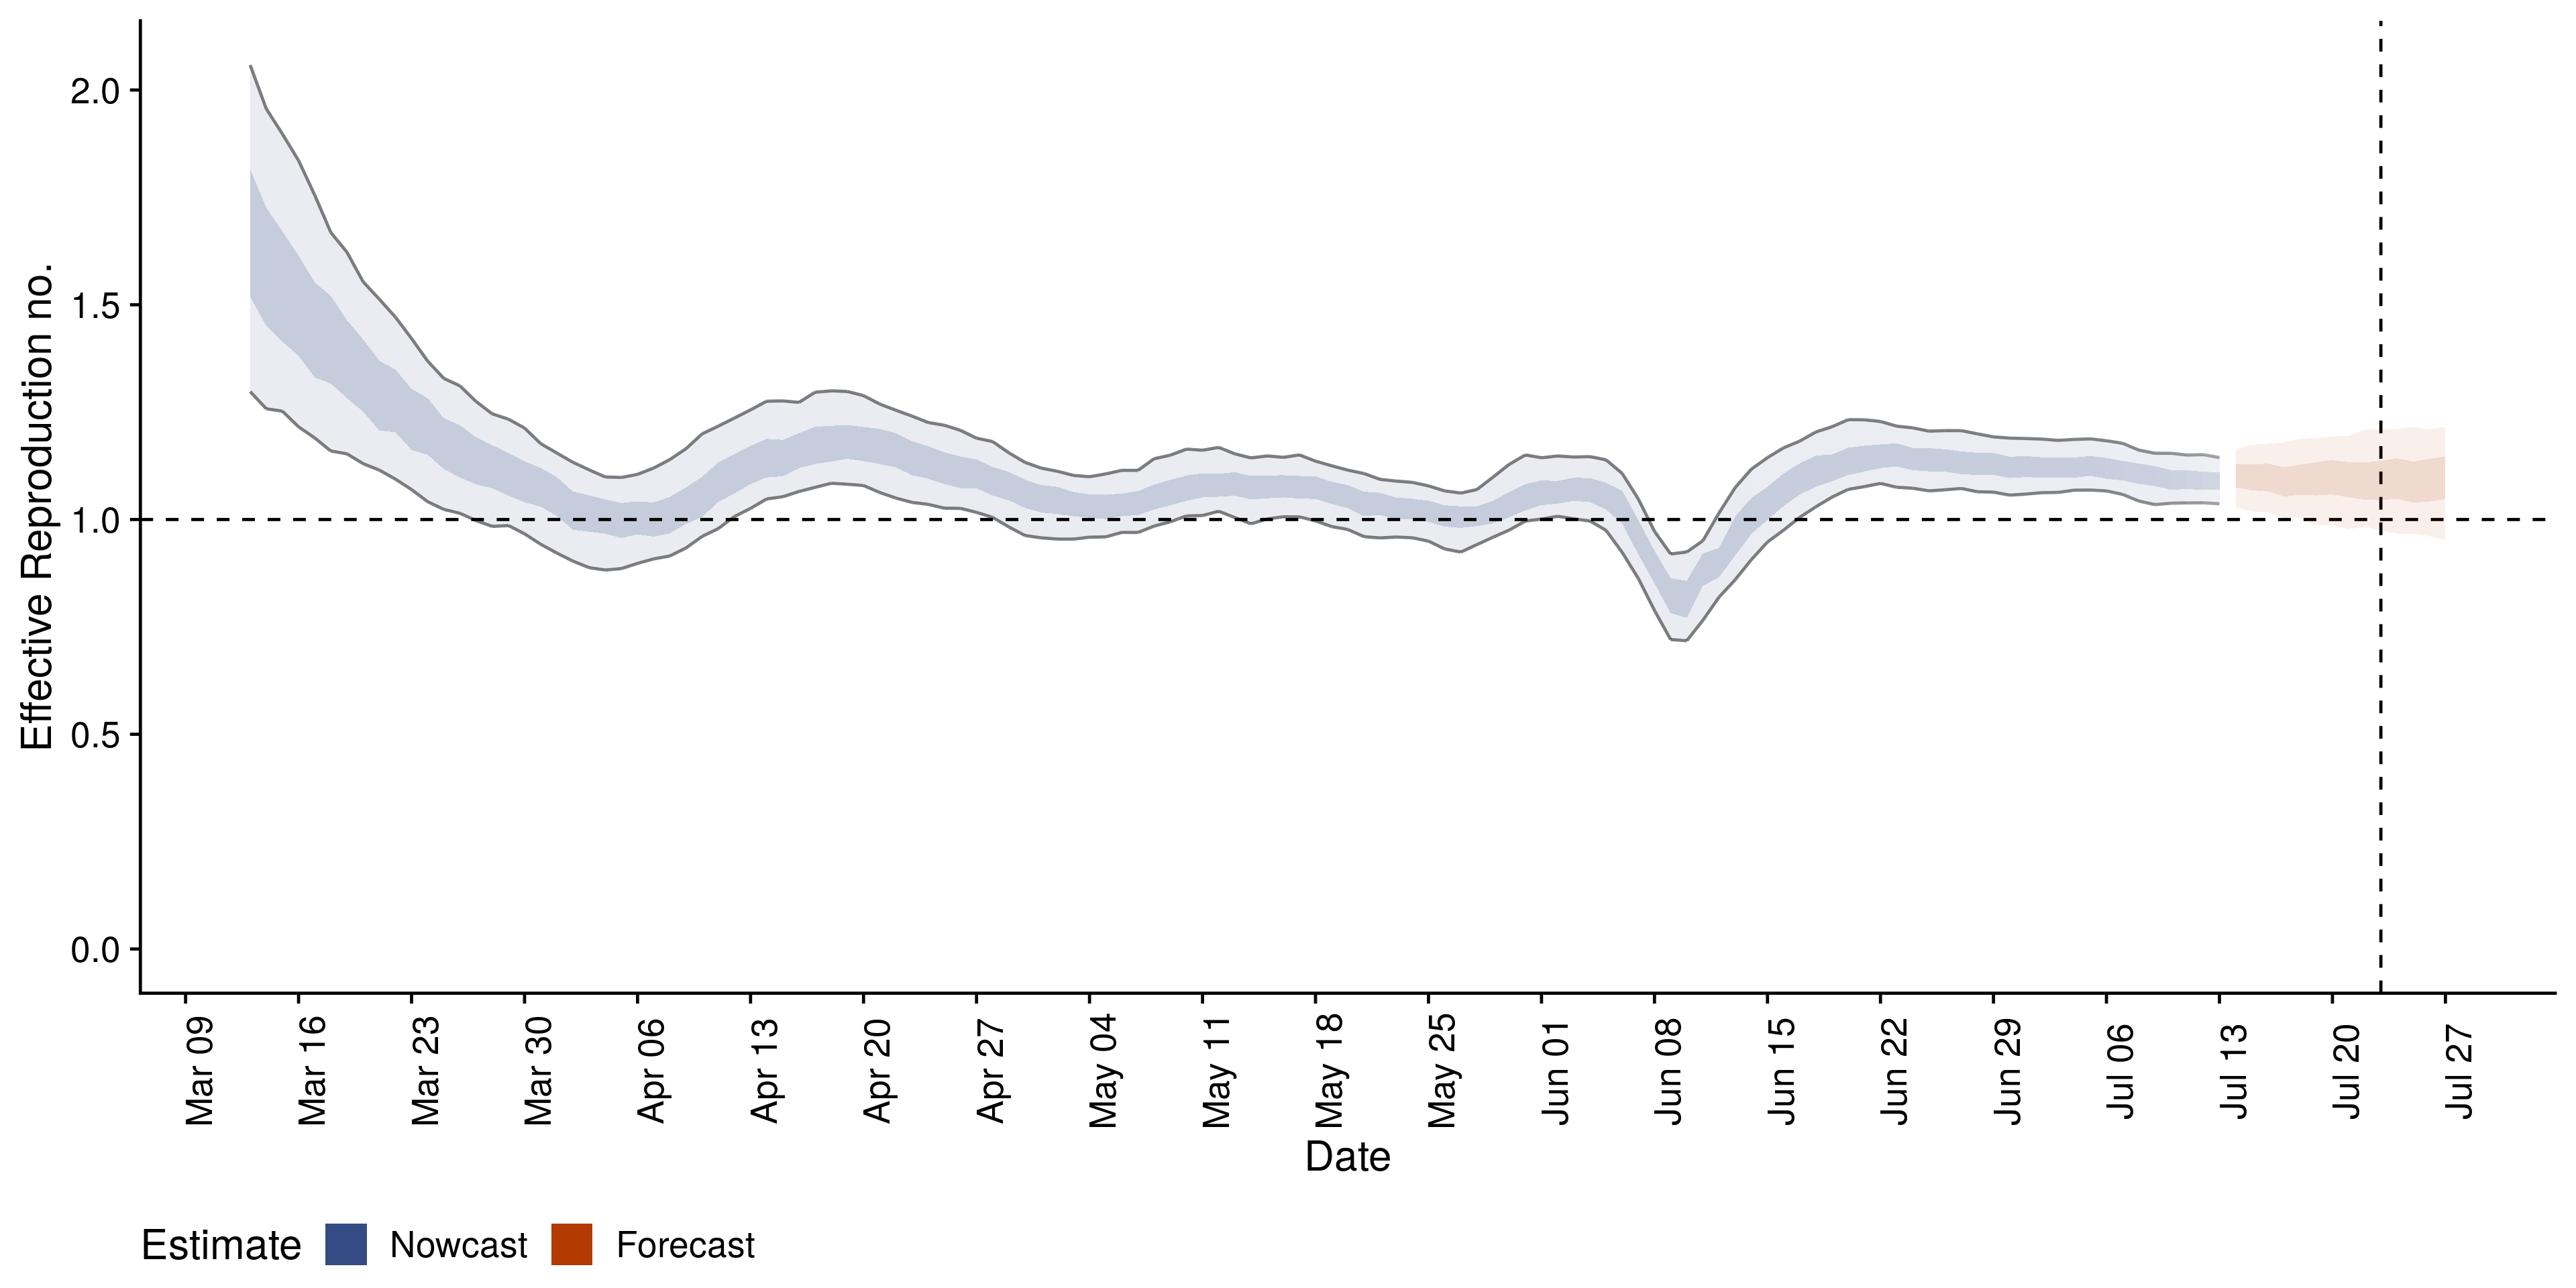 Effective Reproduction no.
2.0
1.5
1.0
0.5
0.0
Mar 09
Mar 16
Mar 23
Mar 30
Apr 06
Apr 13
Apr 20
Apr 27
May 04
May 11
May 18
May 25
Jun 01
Jun 08
Jun 15
Jun 22
Jun 29
Jul 06
Jul 13
Jul 20
Jul 27
Date
Estimate Nowcast Forecast